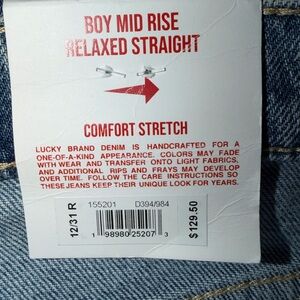 BOY MID RISE
RELAXED STRAIGHT
COMFORT STRETCH
LUCKY BRAND DENIM IS HANDCRAFTED FOR A
ONE-OF-A-KIND APPEARANCE. COLORS MAY FADE
WITH WEAR AND TRANSFER ONTO LIGHT FABRICS,
AND ADDITIONAL RIPS AND FRAYS MAY DEVELOP
OVER TIME. FOLLOW THE CARE INSTRUCTIONS SO
THESE JEANS KEEP THEIR UNIQUE LOOK FOR YEARS.
12/31 R
155201 D394/984
1 98980 25207 3
$129.50